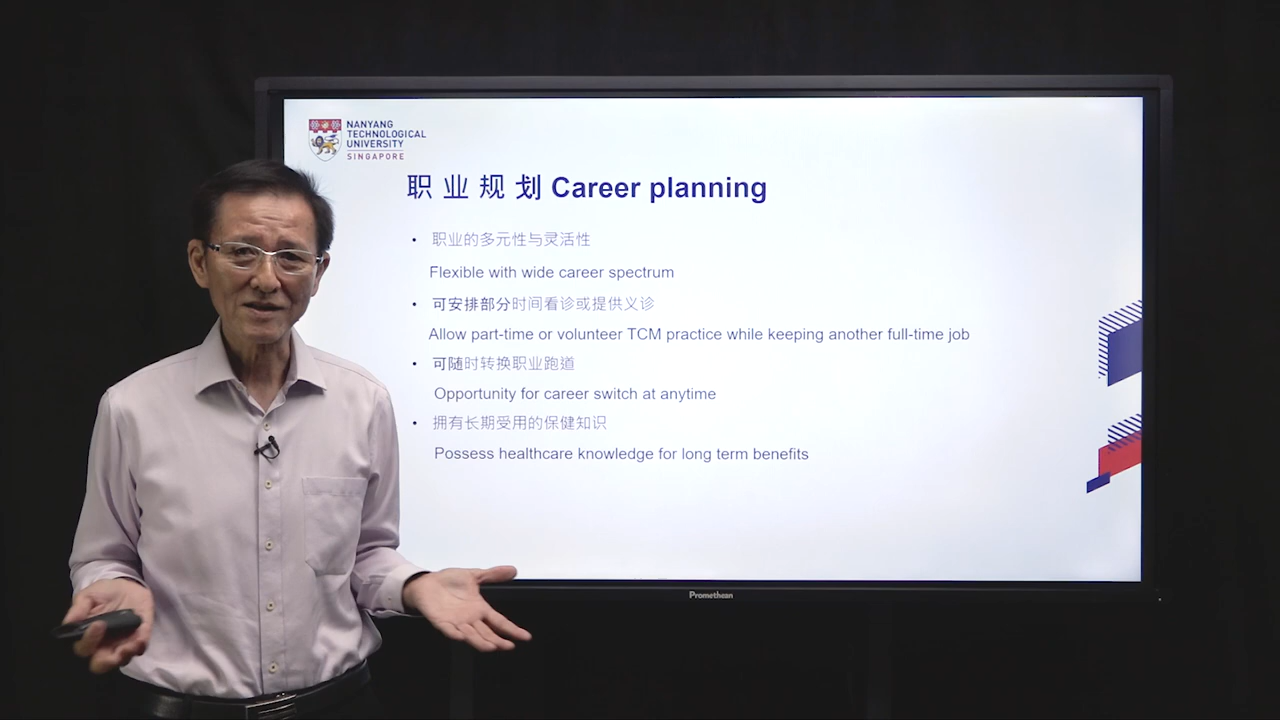 NANYANG
TECHNOLOGICAL
UNIVERSITY
SINGAPORE
职业规划 Career planning
• 职业的多元性与灵活性
Flexible with wide career spectrum
• 可安排部分时间看诊或提供义诊
Allow part-time or volunteer TCM practice while keeping another full-time job
• 可随时转换职业跑道
Opportunity for career switch at anytime
• 拥有长期受用的保健知识
Possess healthcare knowledge for long term benefits
Promethean